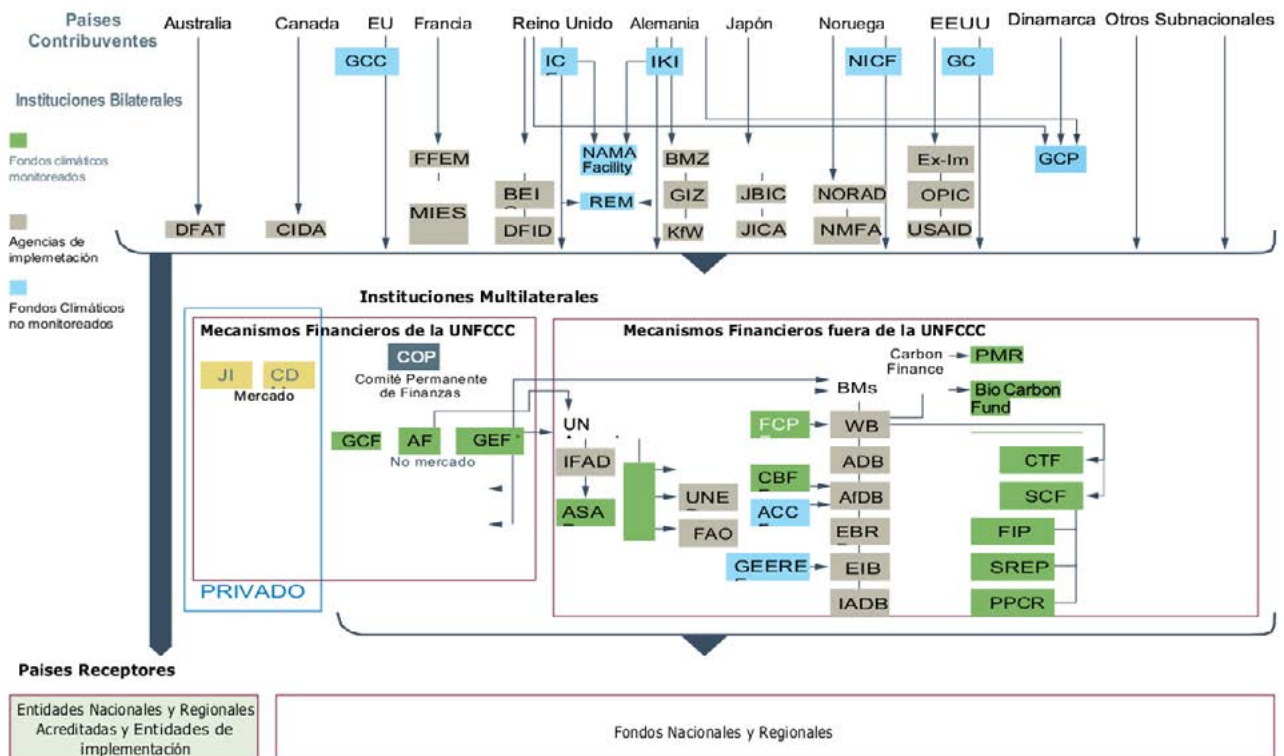 Paises
Contribuventes
Australia
Canada
EU
Francia
Reino Unido
Alemania
Japón
Noruega
EEUU
Dinamarca
Otros Subnacionales
GCC
IC
IKI
NICF
GC
Instituciones Bilaterales
Fondos climáticos
monitoreados
Agencias de
implemetación
Fondos Climáticos
no monitoreados
FFEM
NAMA
Facility
BMZ
Ex-Im
GCP
MIES
BEI
REM
GIZ
JBIC
NORAD
OPIC
DFAT
CIDA
DFID
KfW
JICA
NMFA
USAID
Instituciones Multilaterales
Mecanismos Financieros de la UNFCCC
Mecanismos Financieros fuera de la UNFCCC
COP
Comité Permanente
de Finanzas
JI
CD
Mercado
GCF
AF
GEF
No mercado
PRIVADO
UN
IFAD
ASA
UNE
FAO
Carbon
Finance
PMR
BMs
Bio Carbon
Fund
FCP
WB
CBF
ADB
ACC
AfDB
EBR
GEERE
EIB
IADB
CTF
SCF
FIP
SREP
PPCR
Paises Receptores
Entidades Nacionales y Regionales
Acreditadas y Entidades de
implementación
Fondos Nacionales y Regionales